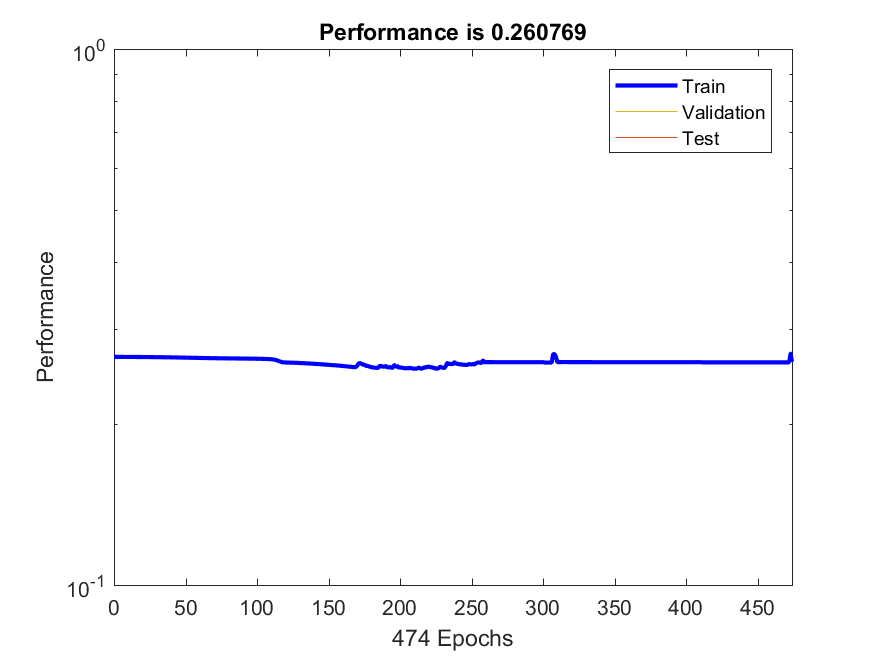 Performance is 0.260769
10^0
Train
Validation
Test
Performance
10^-1
0 50 100 150 200 250 300 350 400 450
474 Epochs